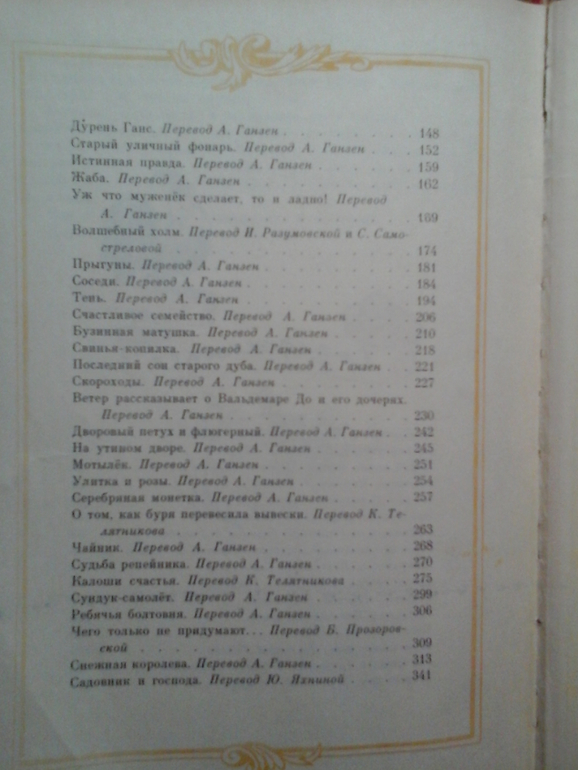 Дурень Ганс. Перевод А. Ганзен . . . . . . . . 148
Старый уличный фонарь. Перевод А. Ганзен . . . . 152
Истинная правда. Перевод А. Ганзен . . . . . . . 159
Жаба. Перевод А. Ганзен . . . . . . . . . . 162
Уж что муженёк сделает, то и ладно! Перевод
А. Ганзен . . . . . . . . . . . . . 169
Волшебный холм. Перевод И. Разумовской и С. Само-
стреловой . . . . . . . . . . . . . 174
Прыгуны. Перевод А. Ганзен . . . . . . . . . 181
Соседи. Перевод А. Ганзен . . . . . . . . . . 184
Тень. Перевод А. Ганзен . . . . . . . . . . 194
Счастливое семейство. Перевод А. Ганзен . . . . . 206
Бузинная матушка. Перевод А. Ганзен . . . . . . 210
Свинья-копилка. Перевод А. Ганзен . . . . . . . 218
Последний сон старого дуба. Перевод А. Ганзен . . 221
Скороходы. Перевод А. Ганзен . . . . . . . . 227
Ветер рассказывает о Вальдемаре До и его дочерях.
Перевод А. Ганзен . . . . . . . . . . . 230
Дворовый петух и флюгерный. Перевод А. Ганзен . . 242
На утином дворе. Перевод А. Ганзен . . . . . . . 245
Мотылёк. Перевод А. Ганзен . . . . . . . . . 251
Улитка и розы. Перевод А. Ганзен . . . . . . . 254
Серебряная монетка. Перевод А. Ганзен . . . . . 257
О том, как буря перевесила вывески. Перевод К. Те-
лятникова . . . . . . . . . . . . . 263
Чайник. Перевод А. Ганзен . . . . . . . . . 268
Судьба репейника. Перевод А. Ганзен . . . . . . 270
Калоши счастья. Перевод К. Телятникова . . . . . 275
Сундук-самолёт. Перевод А. Ганзен . . . . . . . 299
Ребячья болтовня. Перевод А. Ганзен . . . . . . 306
Чего только не придумают... Перевод Б. Прозоров-
ской . . . . . . . . . . . . . . . 309
Снежная королева. Перевод А. Ганзен . . . . . . 313
Садовник и господа. Перевод Ю. Яхниной . . . . 341